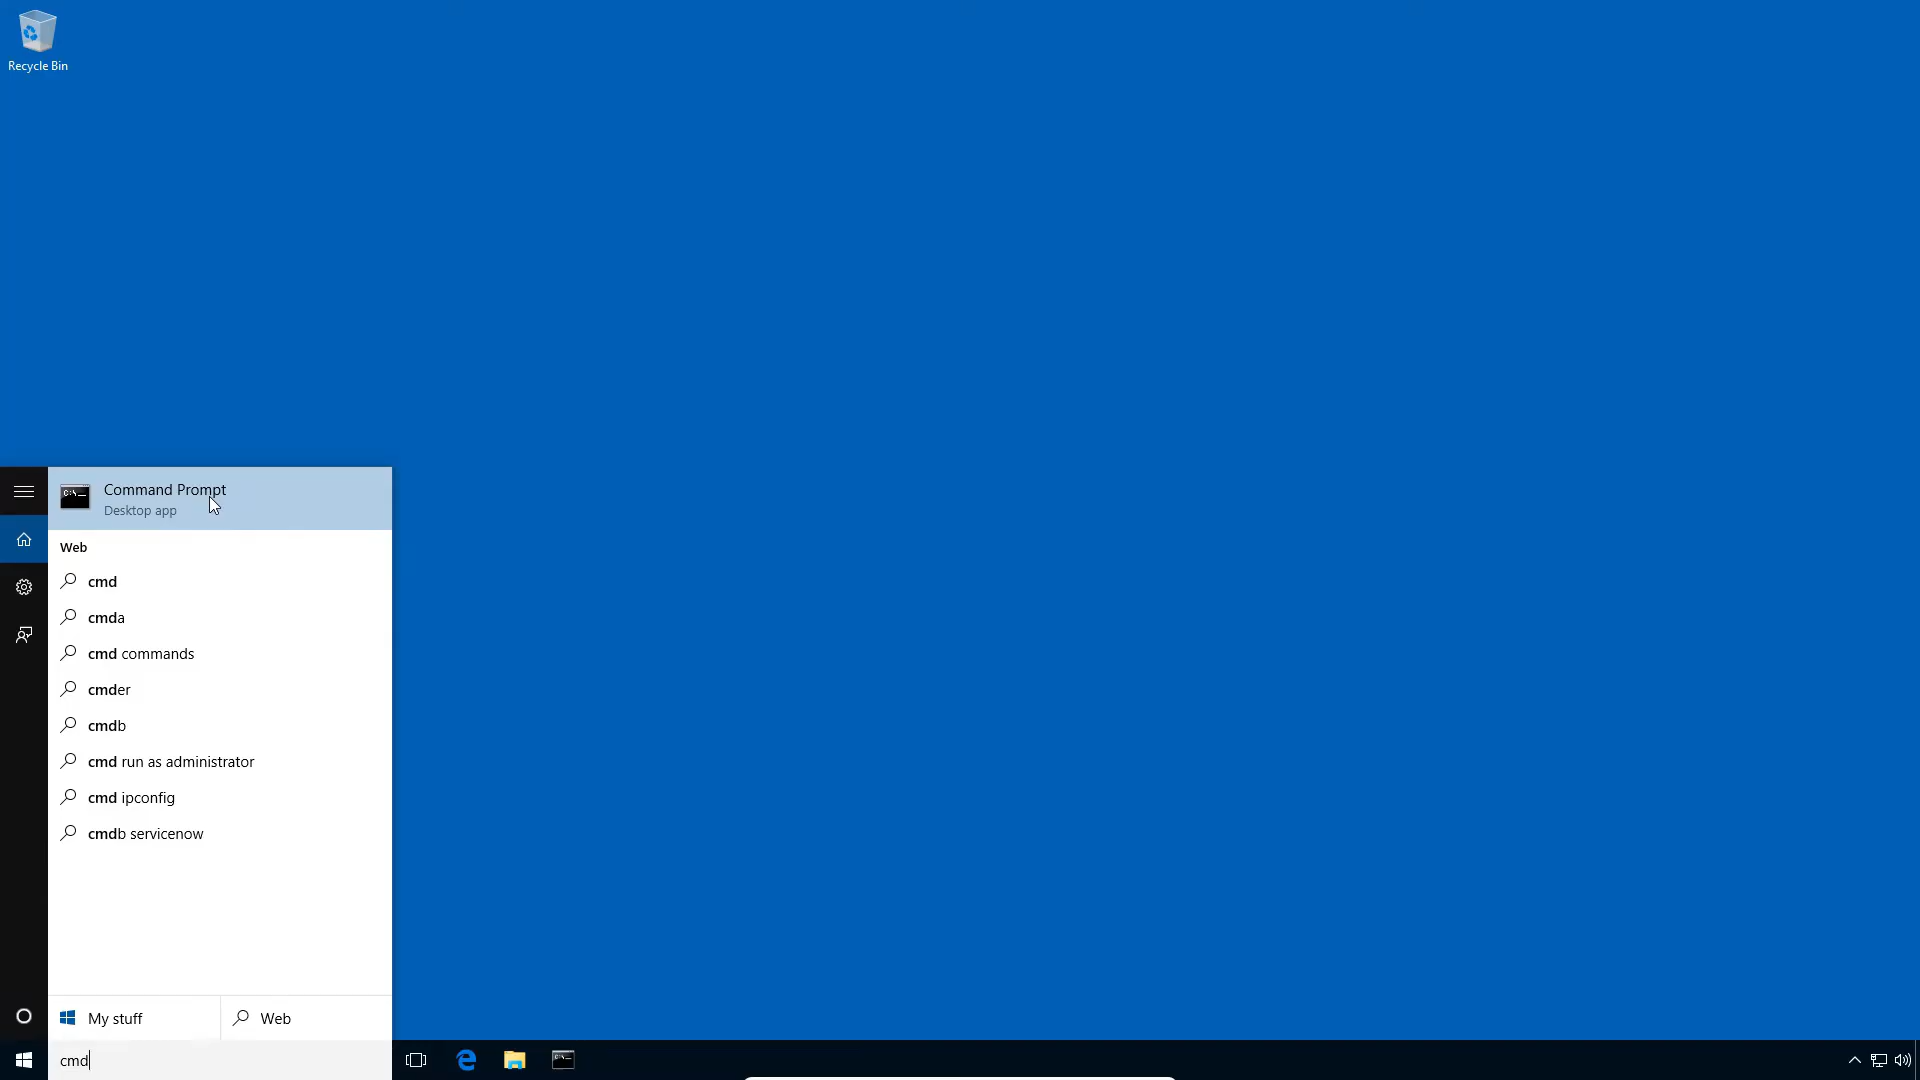 Recycle Bin
Command Prompt
Desktop app
Web
cmd
cmda
cmd commands
cmder
cmdb
cmd run as administrator
cmd ipconfig
cmdb servicenow
My stuff
Web
cmd